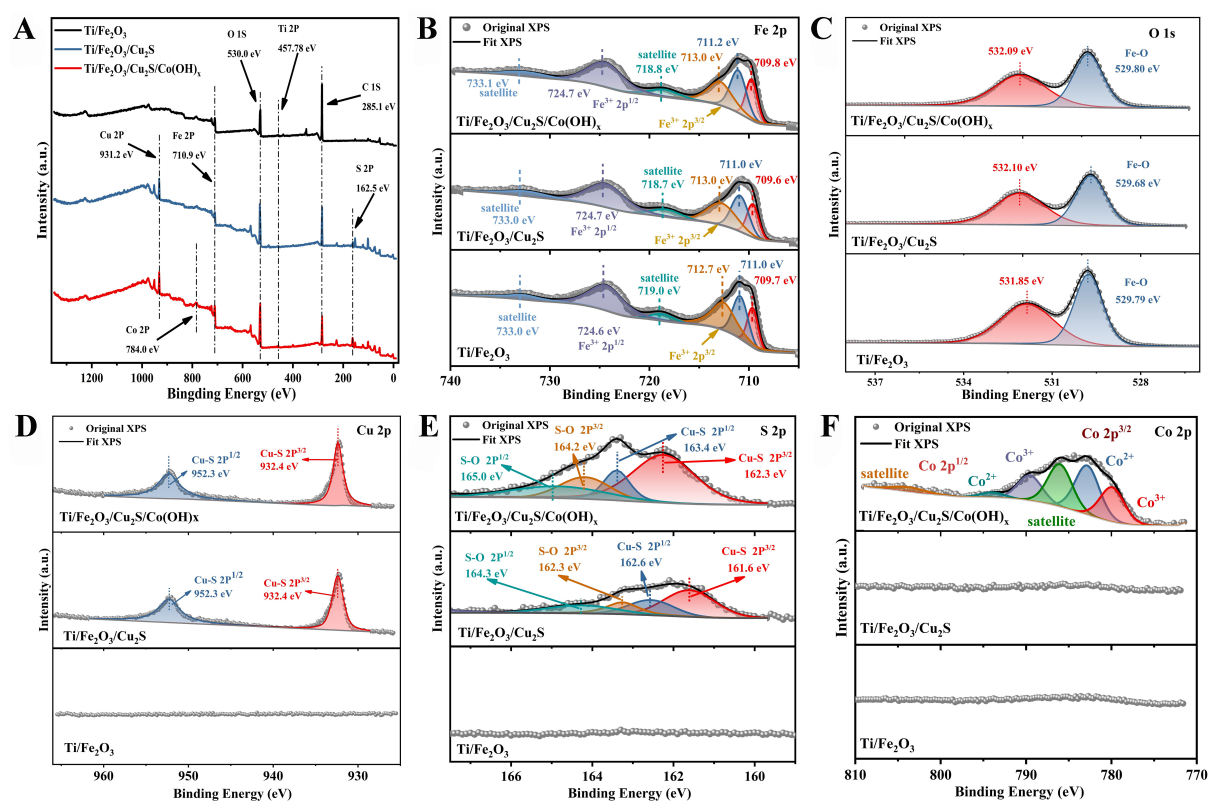 A
Ti/Fe₂O₃
Ti/Fe₂O₃/Cu₂S
Ti/Fe₂O₃/Cu₂S/Co(OH)ₓ
O 1S
530.0 eV
Ti 2P
457.78 eV
C 1S
285.1 eV
Cu 2P
931.2 eV
Fe 2P
710.9 eV
S 2P
162.5 eV
Co 2P
784.0 eV
Intensity (a.u.)
1200 1000 800 600 400 200 0
Bingding Energy (eV)
B
Original XPS
Fit XPS
Fe 2p
733.1 eV
satellite
724.7 eV
Fe³⁺ 2p¹/²
satellite
718.8 eV
713.0 eV
711.2 eV
709.8 eV
Fe³⁺ 2p³/²
Ti/Fe₂O₃/Cu₂S/Co(OH)ₓ
satellite
733.0 eV
724.7 eV
Fe³⁺ 2p¹/²
satellite
718.7 eV
713.0 eV
711.0 eV
709.6 eV
Fe³⁺ 2p³/²
Ti/Fe₂O₃/Cu₂S
satellite
733.0 eV
724.6 eV
Fe³⁺ 2p¹/²
satellite
719.0 eV
712.7 eV
711.0 eV
709.7 eV
Fe³⁺ 2p³/²
Ti/Fe₂O₃
Intensity (a.u.)
740 730 720 710
Binding Energy (eV)
C
Original XPS
Fit XPS
O 1s
532.09 eV
Fe-O
529.80 eV
Ti/Fe₂O₃/Cu₂S/Co(OH)ₓ
532.10 eV
Fe-O
529.68 eV
Ti/Fe₂O₃/Cu₂S
531.85 eV
Fe-O
529.79 eV
Ti/Fe₂O₃
Intensity (a.u.)
537 534 531 528
Binding Energy (eV)
D
Original XPS
Fit XPS
Cu 2p
Cu-S 2P¹/²
952.3 eV
Cu-S 2P³/²
932.4 eV
Ti/Fe₂O₃/Cu₂S/Co(OH)x
Cu-S 2P¹/²
952.3 eV
Cu-S 2P³/²
932.4 eV
Ti/Fe₂O₃/Cu₂S
Ti/Fe₂O₃
Intensity (a.u.)
960 950 940 930
Binding Energy (eV)
E
Original XPS
Fit XPS
S 2p
S-O 2P¹/²
165.0 eV
S-O 2P³/²
164.2 eV
Cu-S 2P¹/²
163.4 eV
Cu-S 2P³/²
162.3 eV
Ti/Fe₂O₃/Cu₂S/Co(OH)ₓ
S-O 2P¹/²
164.3 eV
S-O 2P³/²
162.3 eV
Cu-S 2P¹/²
162.6 eV
Cu-S 2P³/²
161.6 eV
Ti/Fe₂O₃/Cu₂S
Ti/Fe₂O₃
Intensity (a.u.)
166 164 162 160
Binding Energy (eV)
F
Original XPS
Fit XPS
Co 2p³/²
Co 2p
satellite
Co 2p¹/²
Co²⁺
Co³⁺
Co²⁺
Co³⁺
satellite
Ti/Fe₂O₃/Cu₂S/Co(OH)ₓ
Ti/Fe₂O₃/Cu₂S
Ti/Fe₂O₃
Intensity (a.u.)
810 800 790 780 770
Binding Energy (eV)